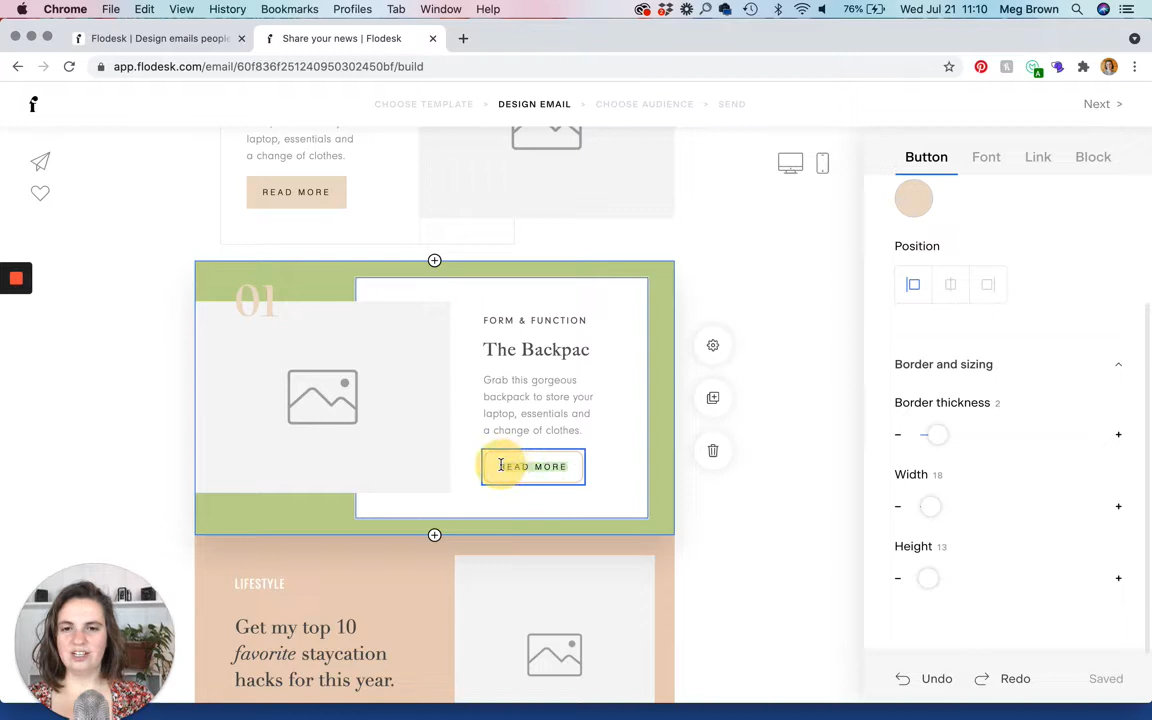 Chrome File Edit View History Bookmarks Profiles Tab Window Help 76% Wed Jul 21 11:10 Meg Brown
Flodesk | Design emails people
Share your news | Flodesk
app.flodesk.com/email/60f836f251240950302450bf/build
CHOOSE TEMPLATE > DESIGN EMAIL > CHOOSE AUDIENCE > SEND
Next >
laptop, essentials and
a change of clothes.
READ MORE
01
FORM & FUNCTION
The Backpac
Grab this gorgeous
backpack to store your
laptop, essentials and
a change of clothes.
READ MORE
LIFESTYLE
Get my top 10
favorite staycation
hacks for this year.
Button Font Link Block
Position
Border and sizing
Border thickness 2
- +
Width 18
- +
Height 13
- +
Undo Redo Saved